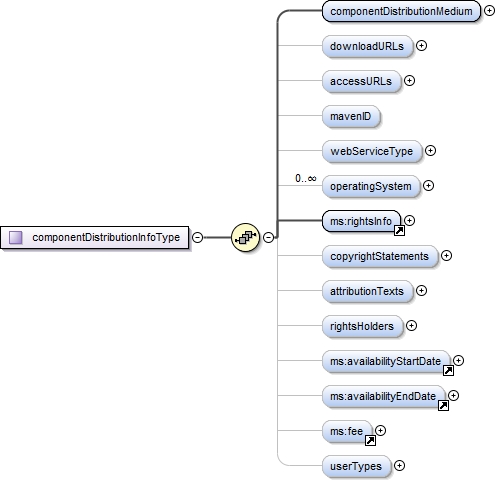 componentDistributionMedium
downloadURLs
accessURLs
mavenID
webServiceType
0..∞
operatingSystem
ms:rightsInfo
componentDistributionInfoType
copyrightStatements
attributionTexts
rightsHolders
ms:availabilityStartDate
ms:availabilityEndDate
ms:fee
userTypes